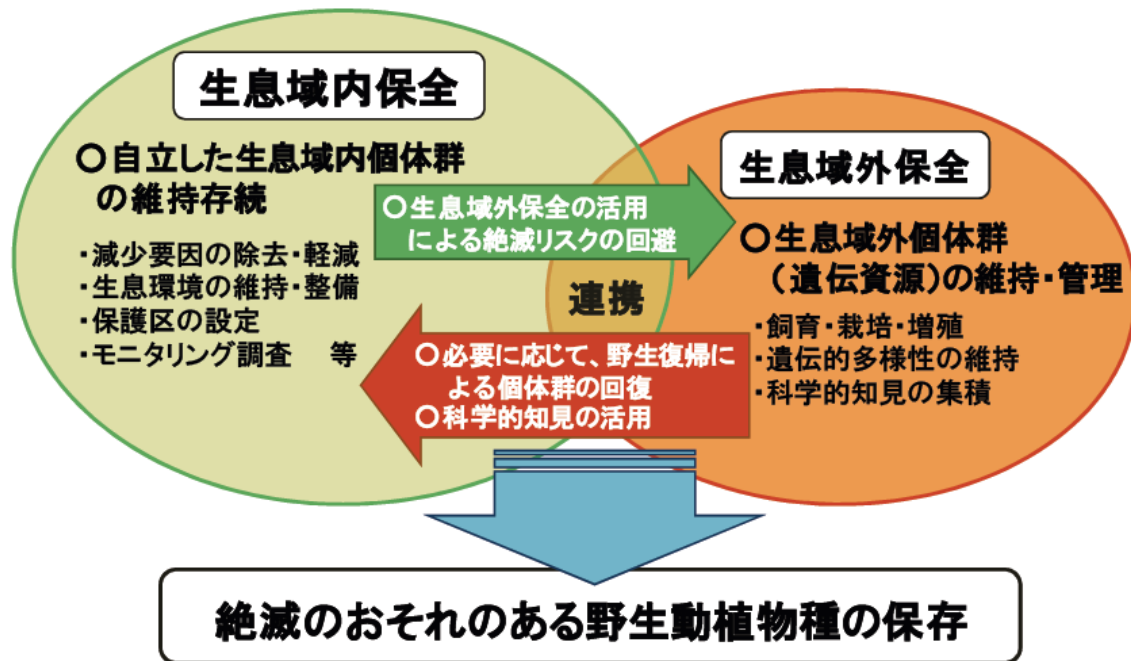 生息域内保全
○自立した生息域内個体群
の維持存続
・減少要因の除去・軽減
・生息環境の維持・整備
・保護区の設定
・モニタリング調査 等
○生息域外保全の活用
による絶滅リスクの回避
連携
○必要に応じて、野生復帰に
よる個体群の回復
○科学的知見の活用
生息域外保全
○生息域外個体群
(遺伝資源)の維持・管理
・飼育・栽培・増殖
・遺伝的多様性の維持
・科学的知見の集積
絶滅のおそれのある野生動植物種の保存